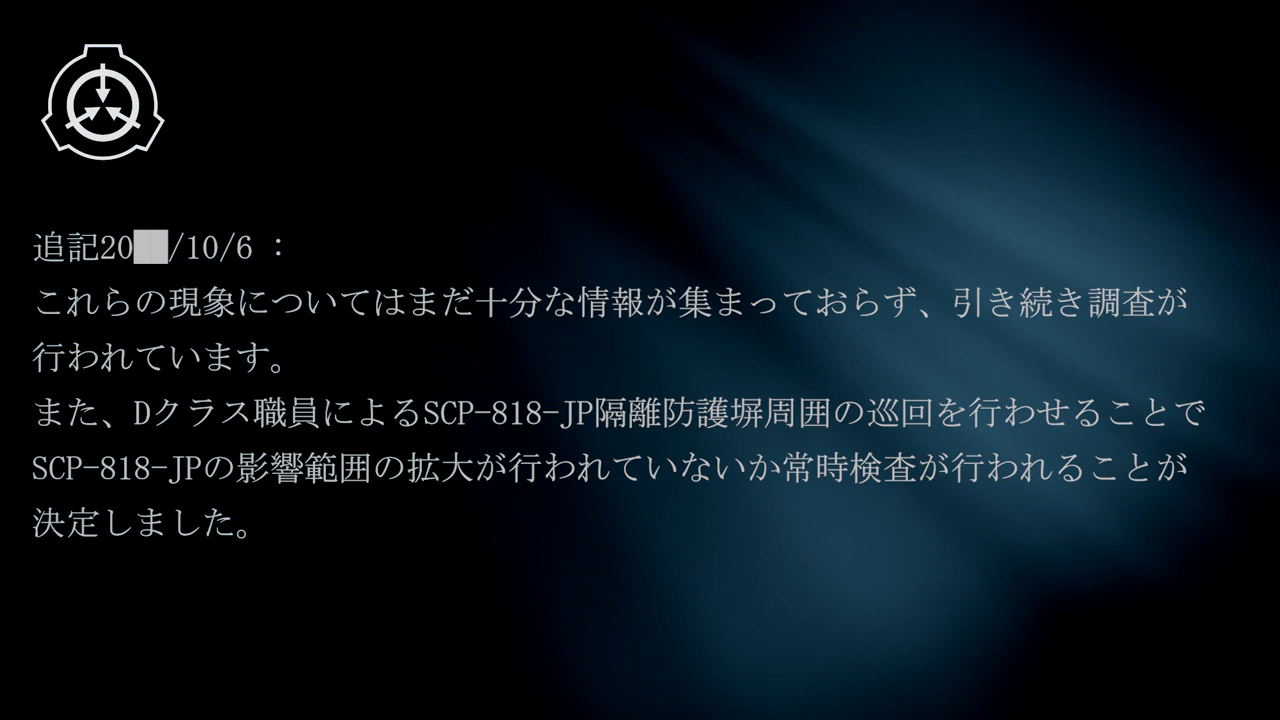 追記20██/10/6 :
これらの現象についてはまだ十分な情報が集まっておらず、引き続き調査が
行われています。
また、Dクラス職員によるSCP-818-JP隔離防護塀周囲の巡回を行わせることで
SCP-818-JPの影響範囲の拡大が行われていないか常時検査が行われることが
決定しました。